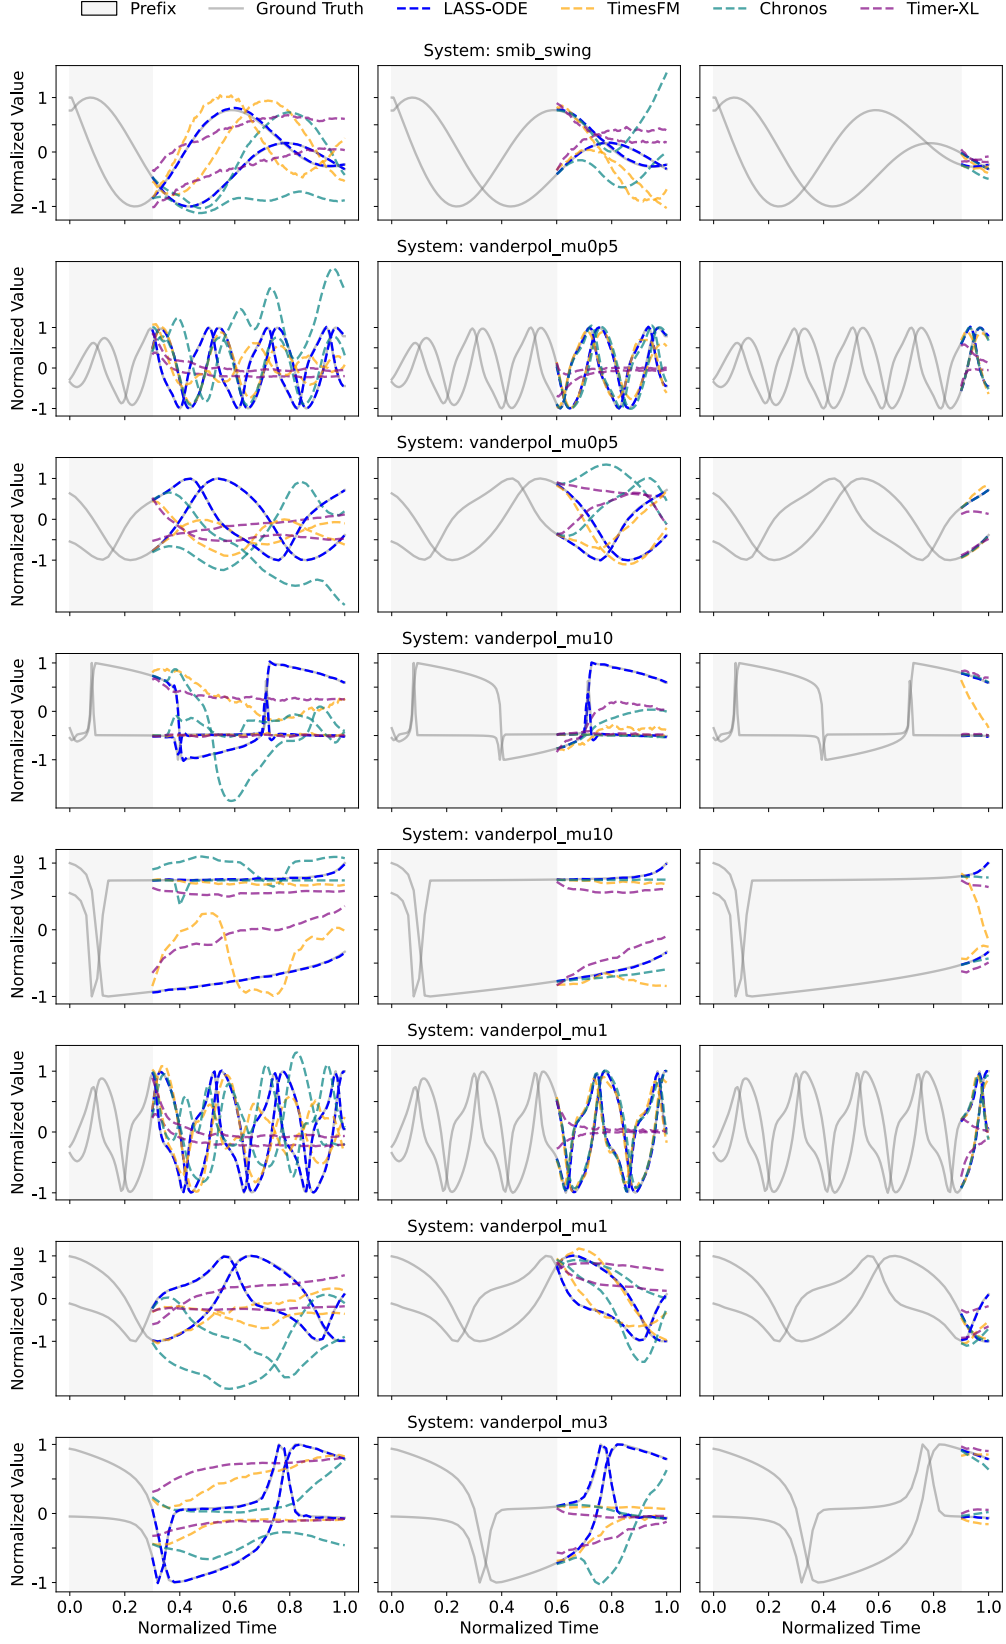 Prefix Ground Truth LASS-ODE TimesFM Chronos Timer-XL
System: smib_swing
Normalized Value
1
0
-1
System: vanderpol_mu0p5
Normalized Value
1
0
-1
System: vanderpol_mu0p5
Normalized Value
1
0
-1
System: vanderpol_mu10
Normalized Value
1
0
-1
System: vanderpol_mu10
Normalized Value
1
0
-1
System: vanderpol_mu1
Normalized Value
1
0
-1
System: vanderpol_mu1
Normalized Value
1
0
-1
System: vanderpol_mu3
Normalized Value
1
0
-1
0.0 0.2 0.4 0.6 0.8 1.0 0.0 0.2 0.4 0.6 0.8 1.0 0.0 0.2 0.4 0.6 0.8 1.0
Normalized Time Normalized Time Normalized Time